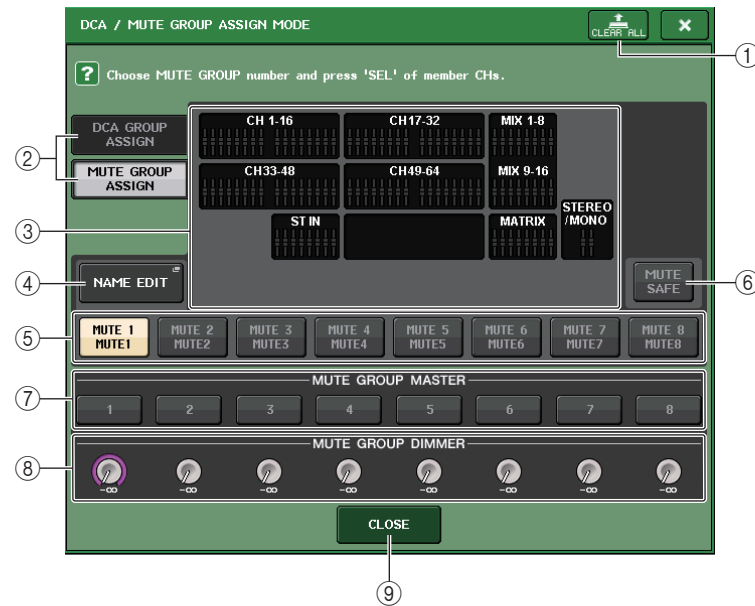 DCA / MUTE GROUP ASSIGN MODE
CLEAR ALL
①
? Choose MUTE GROUP number and press 'SEL' of member CHs.
②
DCA GROUP
ASSIGN
MUTE GROUP
ASSIGN
③
CH 1-16
CH17-32
MIX 1-8
CH33-48
CH49-64
MIX 9-16
ST IN
MATRIX
STEREO
/MONO
④
NAME EDIT
MUTE
SAFE
⑥
⑤
MUTE 1
MUTE1
MUTE 2
MUTE2
MUTE 3
MUTE3
MUTE 4
MUTE4
MUTE 5
MUTE5
MUTE 6
MUTE6
MUTE 7
MUTE7
MUTE 8
MUTE8
⑦
MUTE GROUP MASTER
1 2 3 4 5 6 7 8
⑧
MUTE GROUP DIMMER
-∞ -∞ -∞ -∞ -∞ -∞ -∞ -∞
CLOSE
⑨